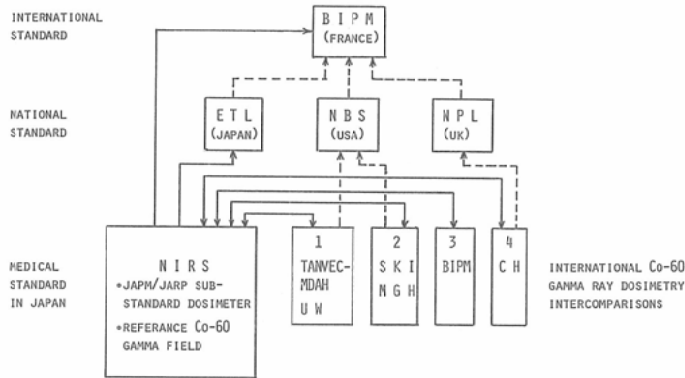 INTERNATIONAL
STANDARD
B I P M
(FRANCE)
NATIONAL
STANDARD
E T L
(JAPAN)
N B S
(USA)
N P L
(UK)
MEDICAL
STANDARD
IN JAPAN
N I R S
•JAPM/JARP SUB-
STANDARD DOSIMETER
•REFERANCE Co-60
GAMMA FIELD
1
TANVEC-
MDAH
U W
2
S K I
N G H
3
BIPM
4
C H
INTERNATIONAL Co-60
GAMMA RAY DOSIMETRY
INTERCOMPARISONS